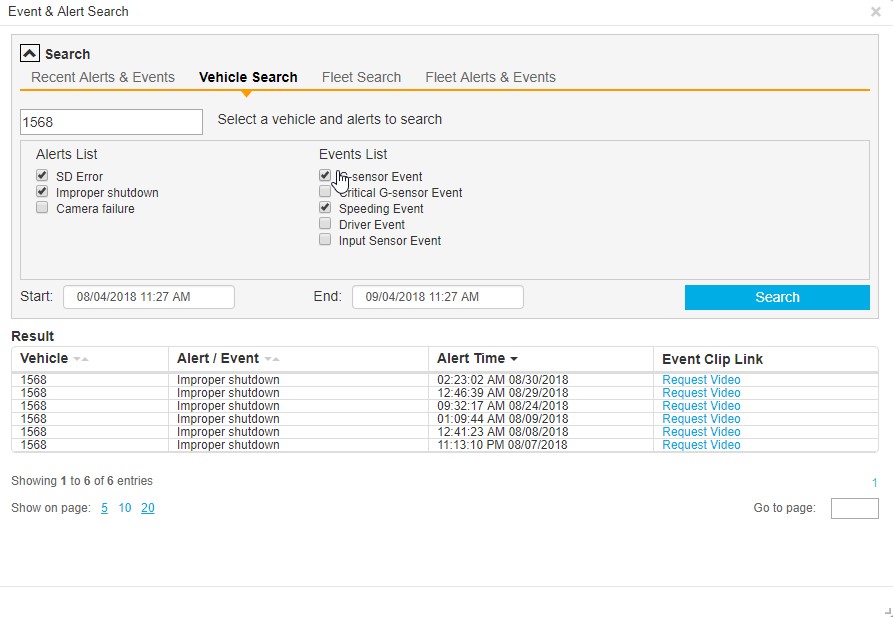 Event & Alert Search
Search
Recent Alerts & Events Vehicle Search Fleet Search Fleet Alerts & Events
1568 Select a vehicle and alerts to search
Alerts List Events List
SD Error G-sensor Event
Improper shutdown Critical G-sensor Event
Camera failure Speeding Event
Driver Event
Input Sensor Event
Start: 08/04/2018 11:27 AM End: 09/04/2018 11:27 AM Search
Result
Vehicle Alert / Event Alert Time Event Clip Link
1568 Improper shutdown 02:23:02 AM 08/30/2018 Request Video
1568 Improper shutdown 12:46:39 AM 08/29/2018 Request Video
1568 Improper shutdown 09:32:17 AM 08/24/2018 Request Video
1568 Improper shutdown 01:09:44 AM 08/09/2018 Request Video
1568 Improper shutdown 12:41:23 AM 08/08/2018 Request Video
1568 Improper shutdown 11:13:10 PM 08/07/2018 Request Video
Showing 1 to 6 of 6 entries 1
Show on page: 5 10 20 Go to page: